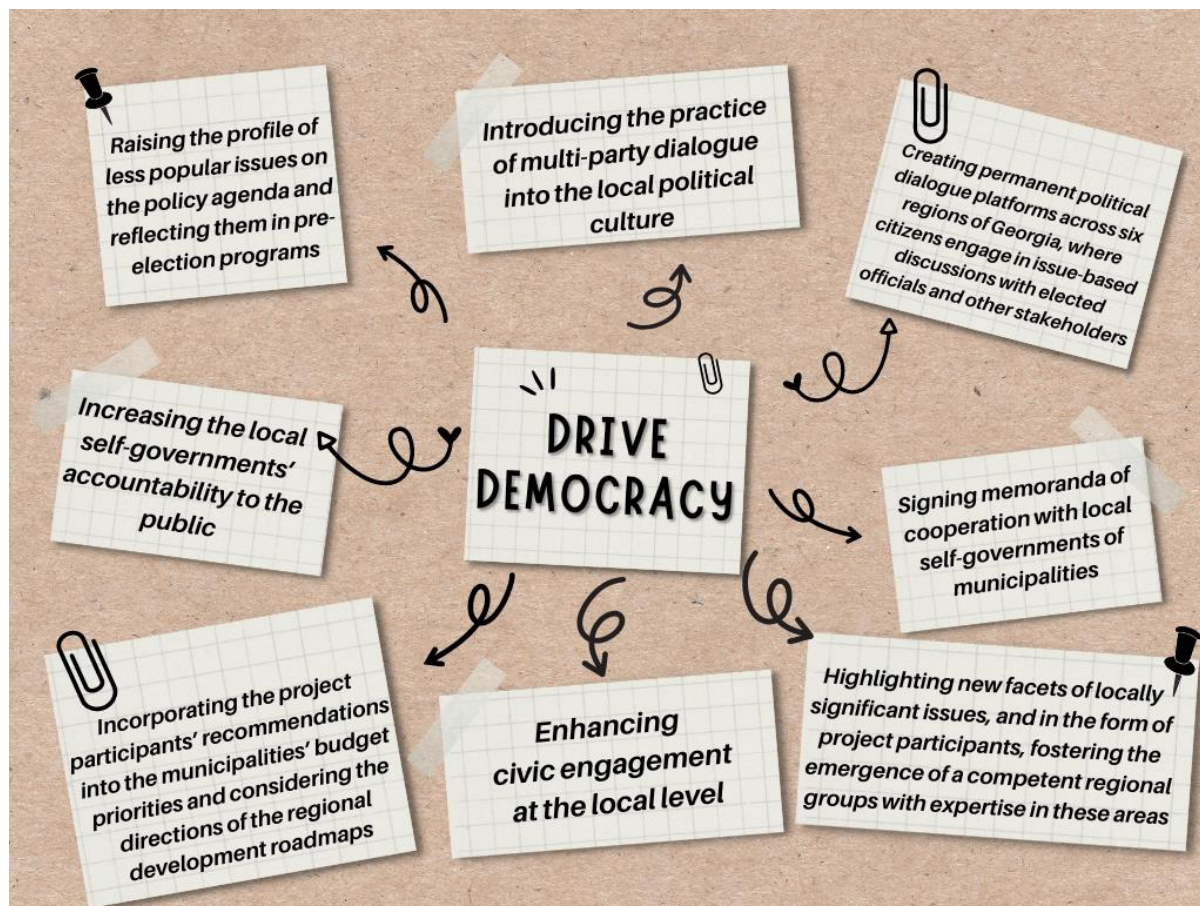 Raising the profile of
less popular issues on
the policy agenda and
reflecting them in pre-
election programs
Introducing the practice
of multi-party dialogue
into the local political
culture
Creating permanent political
dialogue platforms across six
regions of Georgia, where
citizens engage in issue-based
discussions with elected
officials and other stakeholders
Increasing the local
self-governments’
accountability to the
public
DRIVE
DEMOCRACY
Signing memoranda of
cooperation with local
self-governments of
municipalities
Incorporating the project
participants’ recommendations
into the municipalities’ budget
priorities and considering the
directions of the regional
development roadmaps
Enhancing
civic engagement
at the local level
Highlighting new facets of locally
significant issues, and in the form of
project participants, fostering the
emergence of a competent regional
groups with expertise in these areas